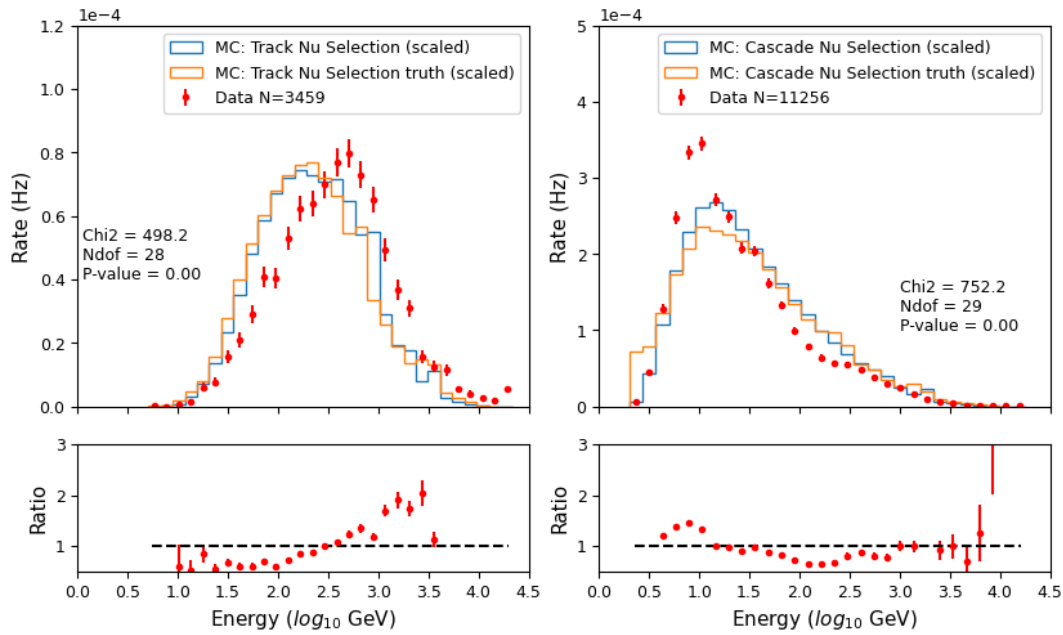 1e−4
1.2
1.0
0.8
0.6
0.4
0.2
0.0
Rate (Hz)
MC: Track Nu Selection (scaled)
MC: Track Nu Selection truth (scaled)
Data N=3459
Chi2 = 498.2
Ndof = 28
P-value = 0.00
1e−4
5
4
3
2
1
0
Rate (Hz)
MC: Cascade Nu Selection (scaled)
MC: Cascade Nu Selection truth (scaled)
Data N=11256
Chi2 = 752.2
Ndof = 29
P-value = 0.00
3
2
1
Ratio
0.0 0.5 1.0 1.5 2.0 2.5 3.0 3.5 4.0 4.5
Energy (log10 GeV)
3
2
1
Ratio
0.0 0.5 1.0 1.5 2.0 2.5 3.0 3.5 4.0 4.5
Energy (log10 GeV)